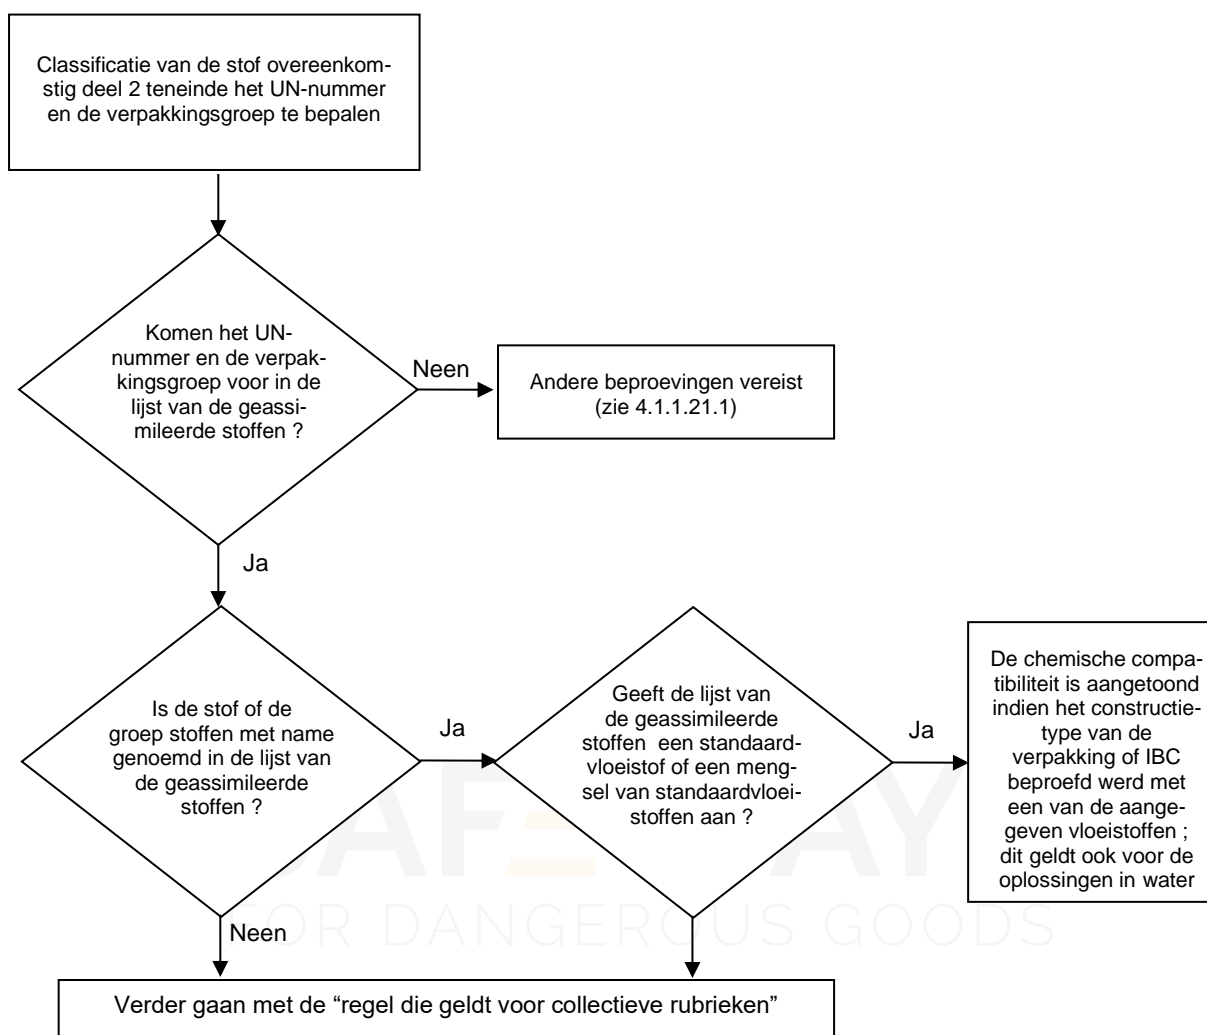 Classificatie van de stof overeenkom-
stig deel 2 teneinde het UN-nummer
en de verpakkingsgroep te bepalen
Komen het UN-
nummer en de verpak-
kingsgroep voor in de
lijst van de geassi-
mileerde stoffen ?
Neen
Andere beproevingen vereist
(zie 4.1.1.21.1)
Ja
Is de stof of de
groep stoffen met name
genoemd in de lijst van
de geassimileerde
stoffen ?
Ja
Geeft de lijst van
de geassimileerde
stoffen een standaard-
vloeistof of een meng-
sel van standaardvloei-
stoffen aan ?
Ja
De chemische compa-
tibiliteit is aangetoond
indien het constructie-
type van de
verpakking of IBC
beproefd werd met
een van de aange-
geven vloeistoffen ;
dit geldt ook voor de
oplossingen in water
Neen
FOR DANGEROUS GOODS
Verder gaan met de “regel die geldt voor collectieve rubrieken”